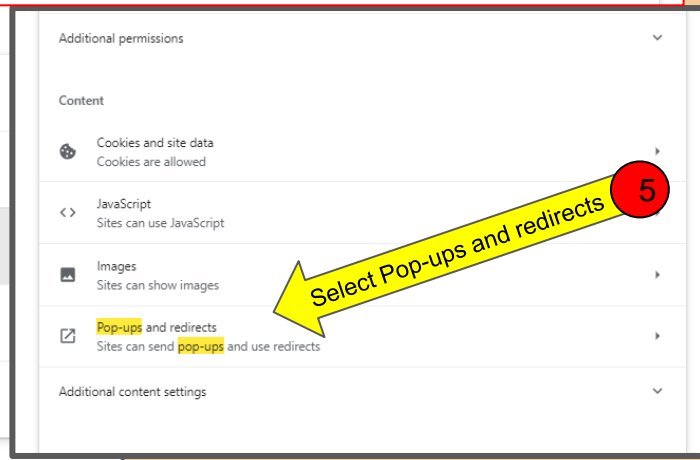 Additional permissions
Content
Cookies and site data
Cookies are allowed
JavaScript
Sites can use JavaScript
5
Select Pop-ups and redirects
Images
Sites can show images
Pop-ups and redirects
Sites can send pop-ups and use redirects
Additional content settings